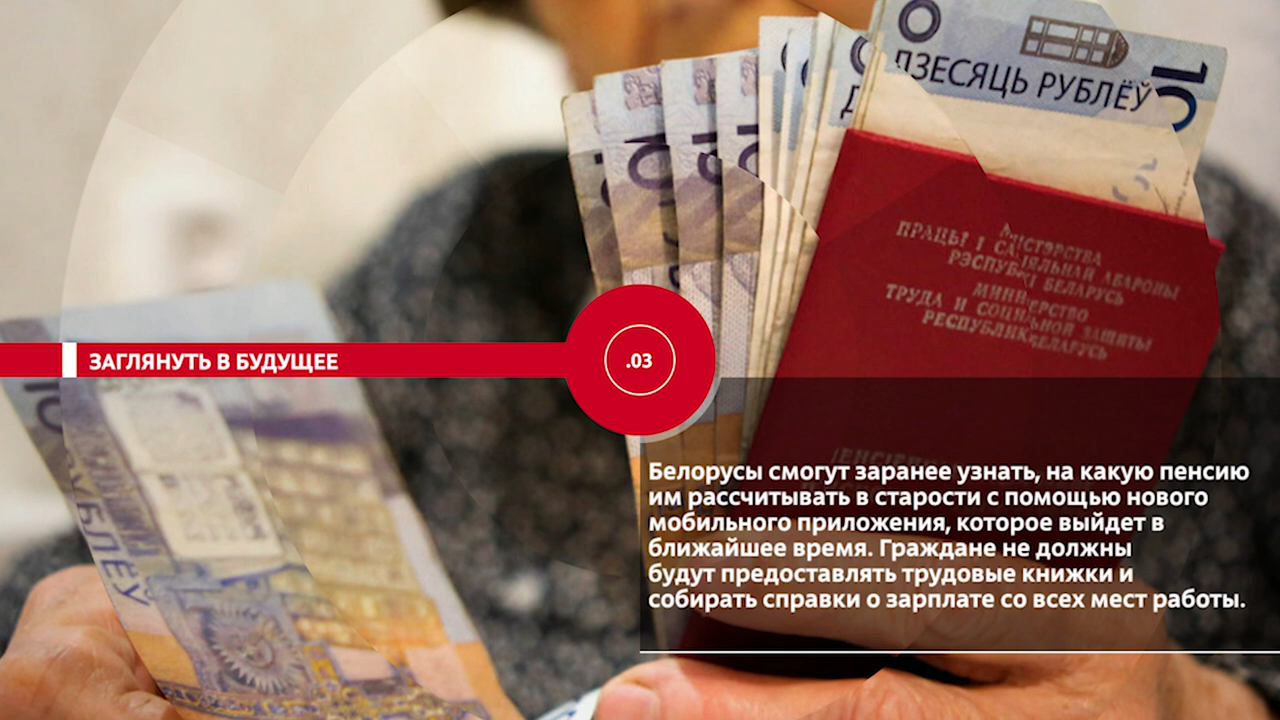 ДЗЕСЯЦЬ РУБЛЁЎ
10
МІНІСТЭРСТВА
ПРАЦЫ І САЦЫЯЛЬНАЙ АБАРОНЫ
РЭСПУБЛІКІ БЕЛАРУСЬ
МИНИСТЕРСТВО
ТРУДА И СОЦИАЛЬНОЙ ЗАЩИТЫ
РЕСПУБЛИКИ БЕЛАРУСЬ
ЗАГЛЯНУТЬ В БУДУЩЕЕ
.03
Белорусы смогут заранее узнать, на какую пенсию
им рассчитывать в старости с помощью нового
мобильного приложения, которое выйдет в
ближайшее время. Граждане не должны
будут предоставлять трудовые книжки и
собирать справки о зарплате со всех мест работы.